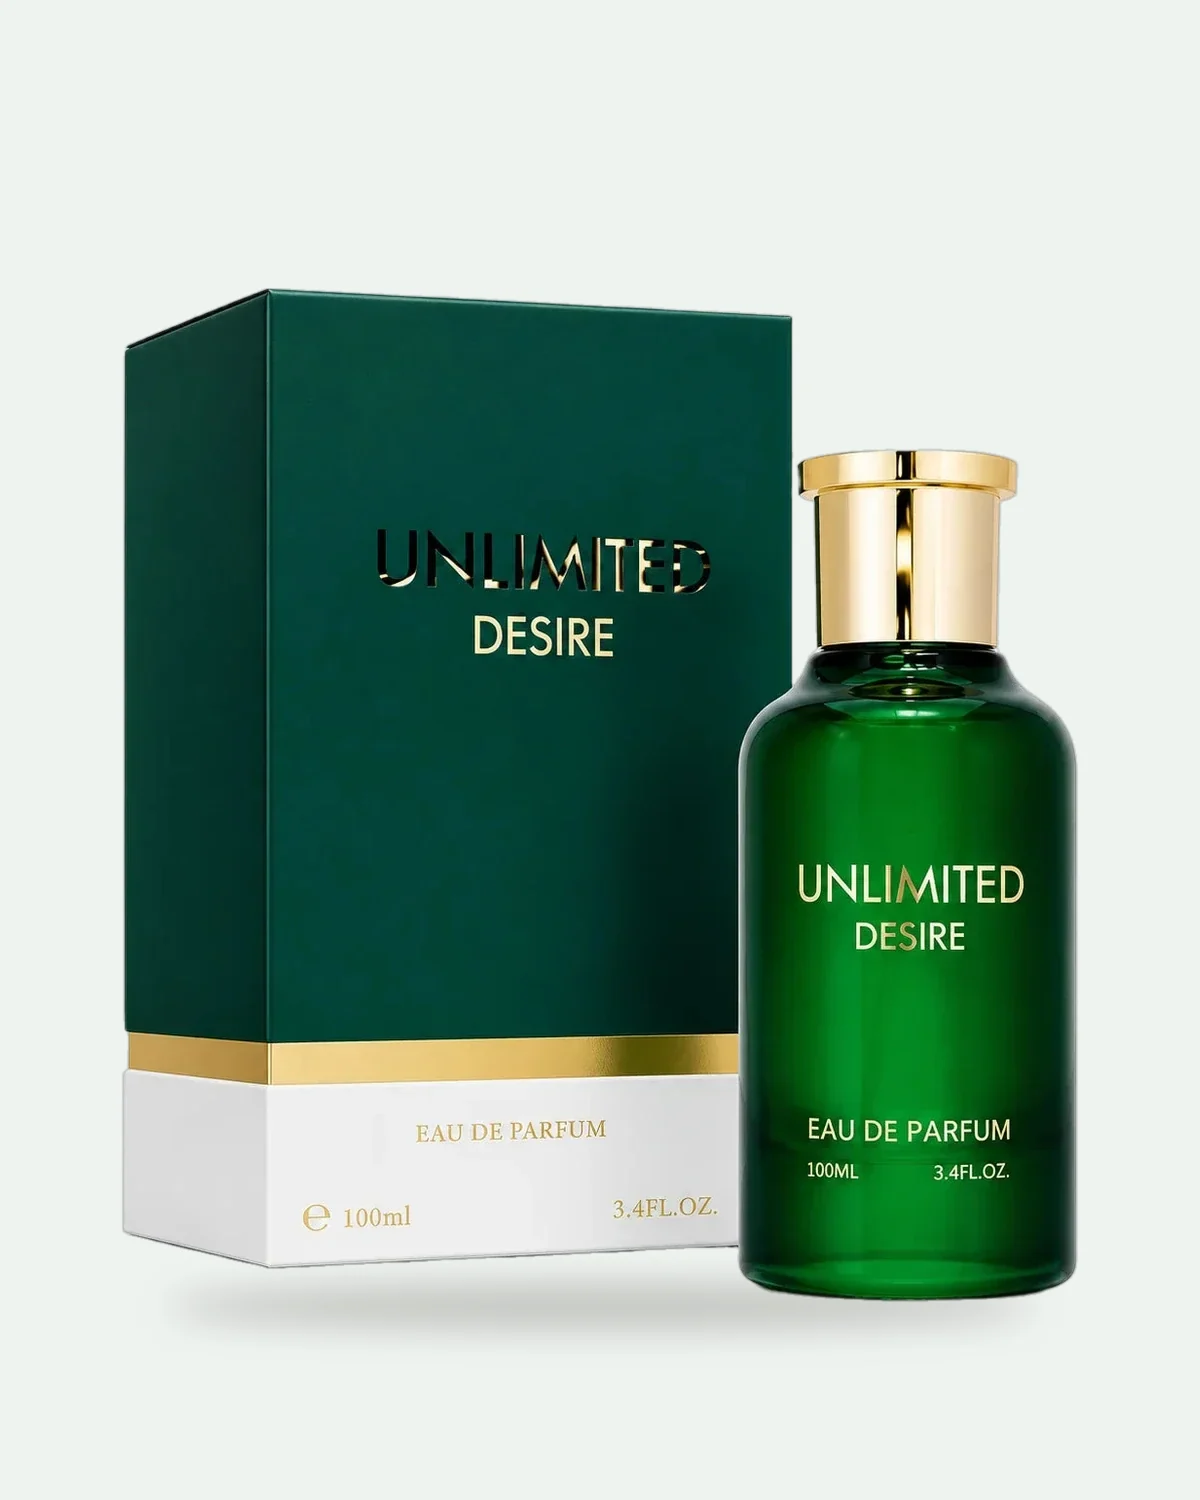 UNLIMITED
DESIRE
EAU DE PARFUM
℮ 100ml
3.4FL.OZ.
UNLIMITED
DESIRE
EAU DE PARFUM
100ML
3.4FL.OZ.